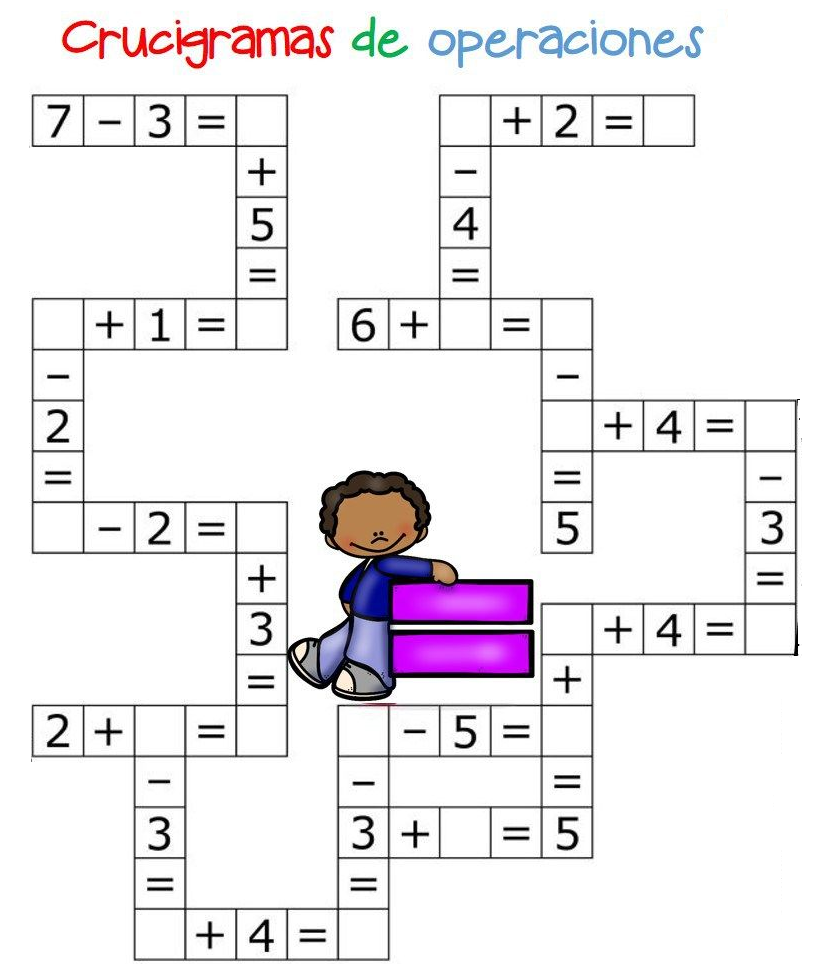 Crucigramas de operaciones
7 − 3 = + 2 =
+ −
5 4
= =
+ 1 = 6 + =
− −
2 + 4 =
= = −
− 2 = 5 3
+ =
3 + 4 =
= +
2 + = − 5 =
− − =
3 3 + = 5
= =
+ 4 =